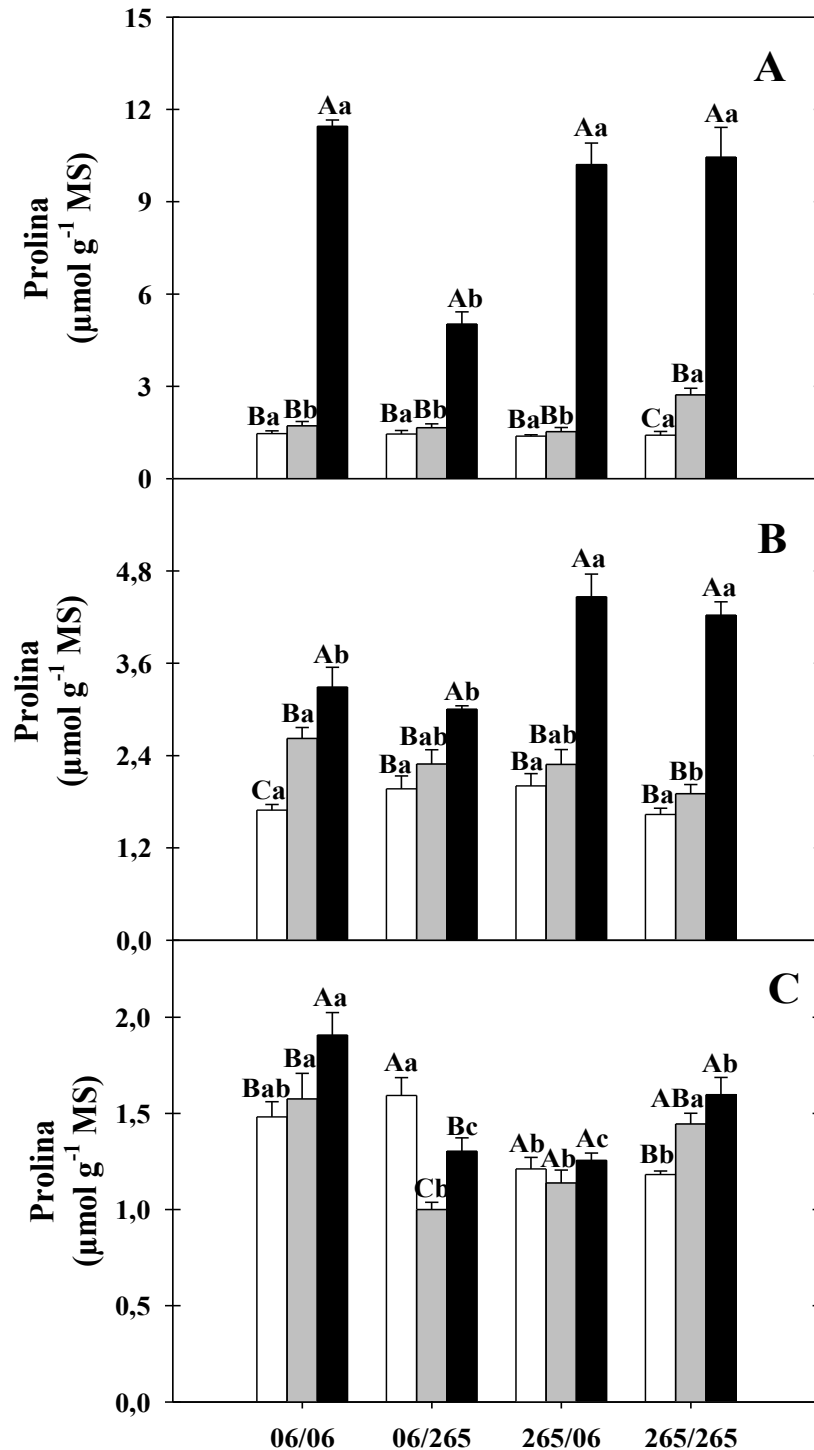 15
A
12
9
6
3
0
Prolina
(µmol g⁻¹ MS)
Aa
Aa
Aa
Ab
Ba Bb
Ba Bb
Ba Bb
Ba
Ca
B
4,8
3,6
2,4
1,2
0,0
Prolina
(µmol g⁻¹ MS)
Ca
Ba
Ab
Ba
Bab
Ab
Ba
Bab
Aa
Ba
Bb
Aa
C
2,0
1,5
1,0
0,5
0,0
Prolina
(µmol g⁻¹ MS)
Bab
Ba
Aa
Aa
Cb
Bc
Ab
Ab
Ac
Bb
ABa
Ab
06/06 06/265 265/06 265/265